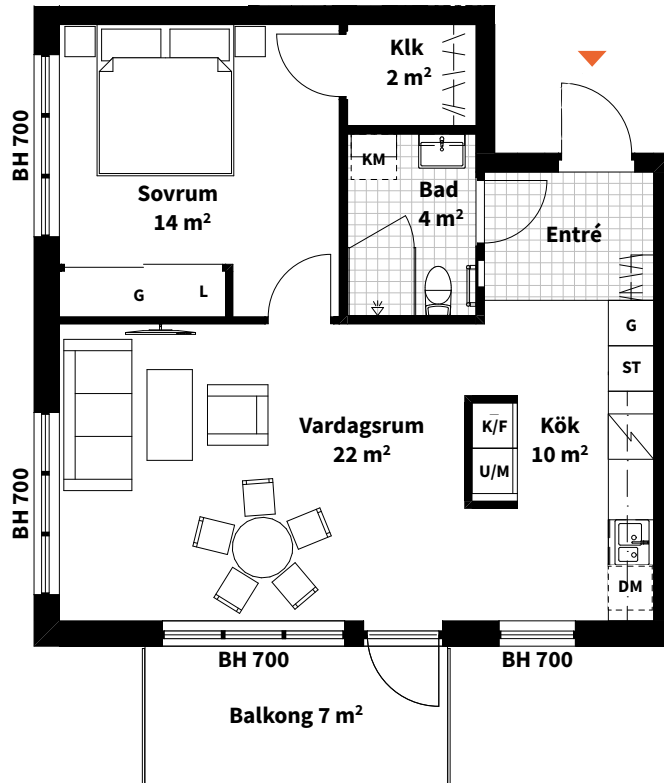 Klk
2 m²
KM
BH 700
Sovrum
14 m²
Bad
4 m²
Entré
G
L
G
ST
Vardagsrum
22 m²
K/F
U/M
Kök
10 m²
BH 700
DM
BH 700
BH 700
Balkong 7 m²